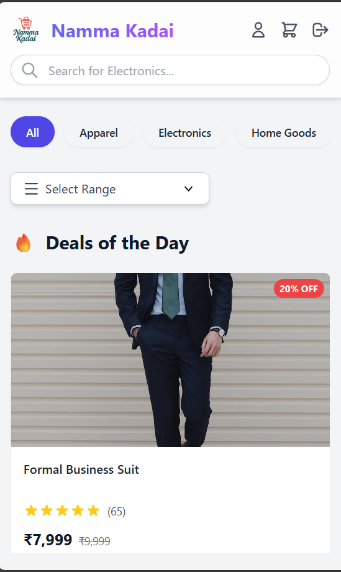 Namma
Kadai
Namma Kadai
Search for Electronics...
All
Apparel
Electronics
Home Goods
Select Range
Deals of the Day
20% OFF
Formal Business Suit
(65)
₹7,999 ₹9,999